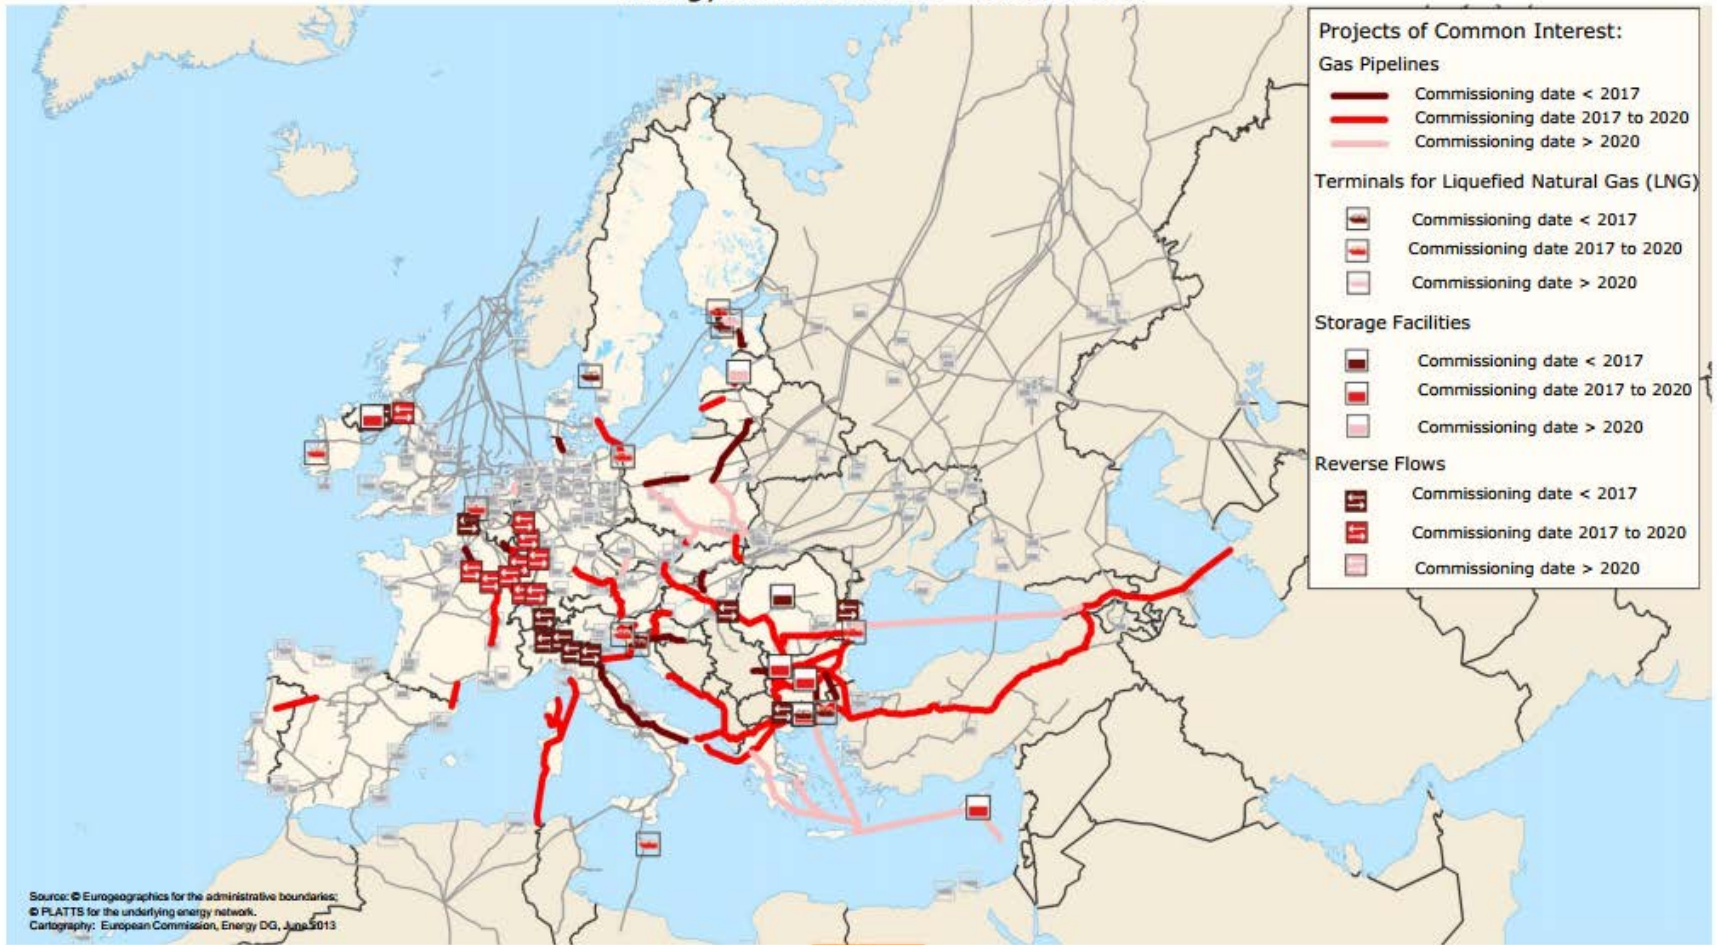 Projects of Common Interest:
Gas Pipelines
Commissioning date < 2017
Commissioning date 2017 to 2020
Commissioning date > 2020
Terminals for Liquefied Natural Gas (LNG)
Commissioning date < 2017
Commissioning date 2017 to 2020
Commissioning date > 2020
Storage Facilities
Commissioning date < 2017
Commissioning date 2017 to 2020
Commissioning date > 2020
Reverse Flows
Commissioning date < 2017
Commissioning date 2017 to 2020
Commissioning date > 2020
Source: © Eurogeographics for the administrative boundaries;
© PLATTS for the underlying energy network.
Cartography: European Commission, Energy DG, June 2013